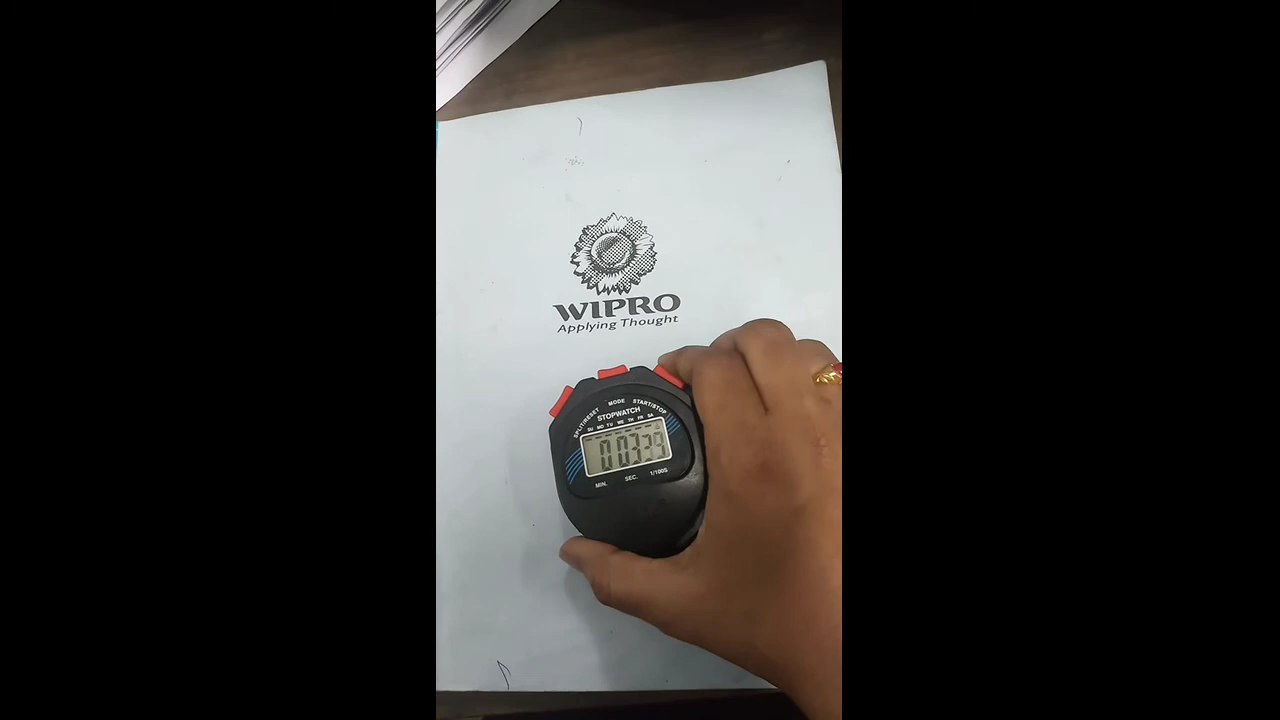 WIPRO
Applying Thought
SPLIT/RESET MODE START/STOP
STOPWATCH
SU MO TU WE TH FR SA
0 03 39
MIN. SEC. 1/100S